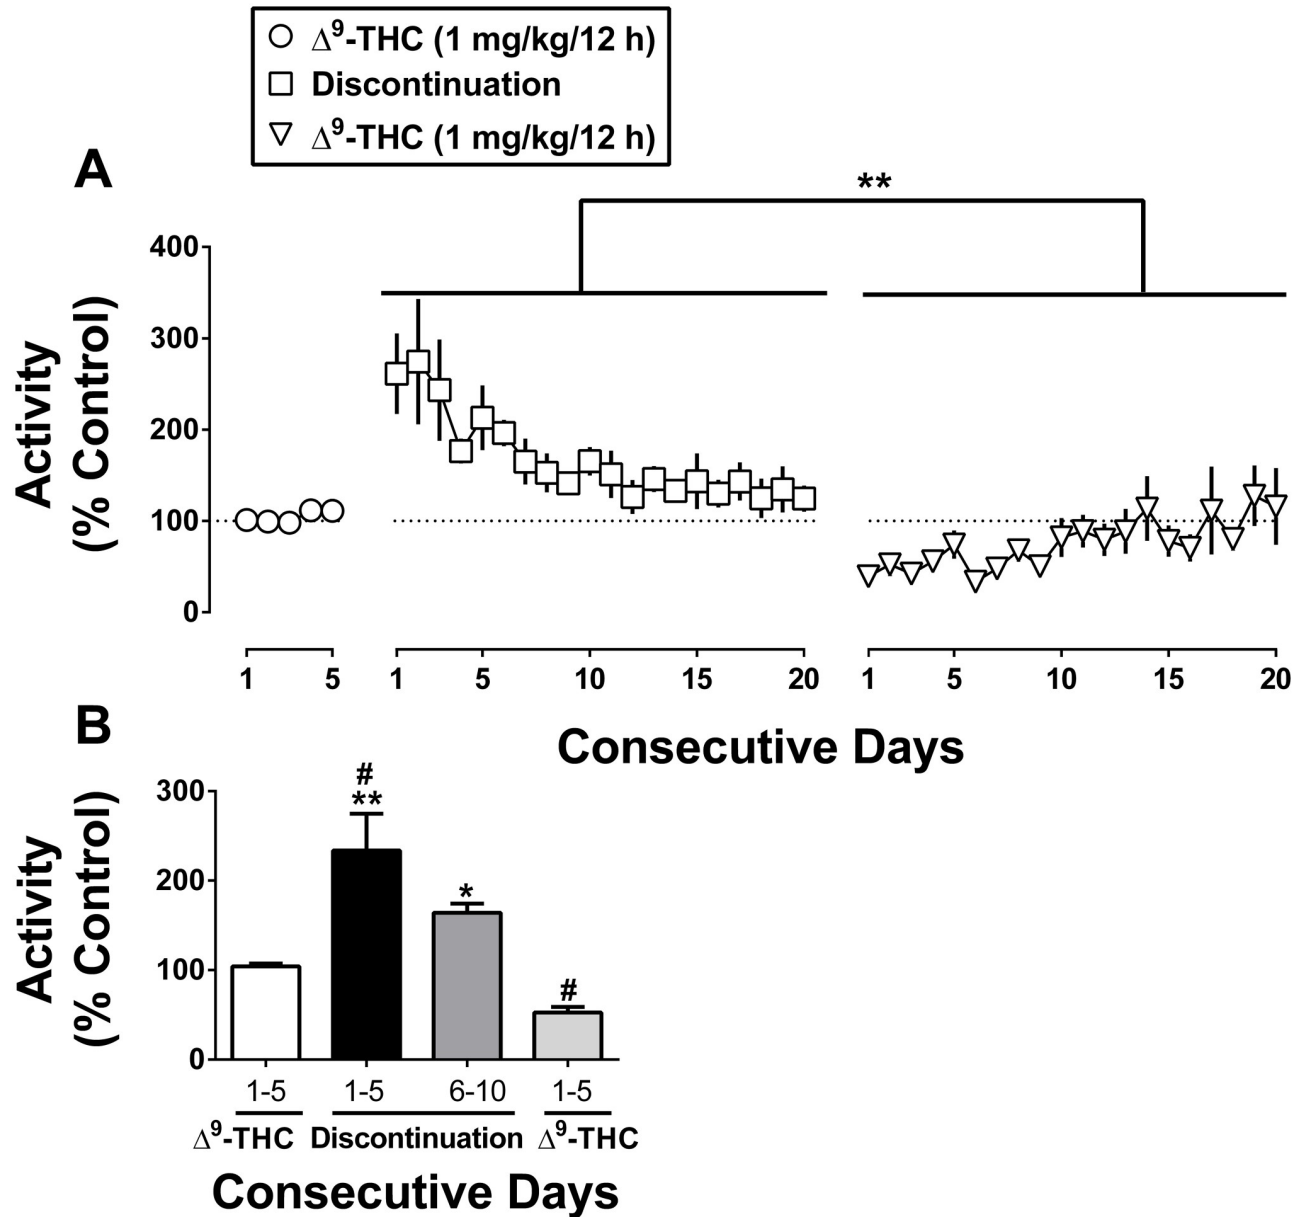 Δ⁹-THC (1 mg/kg/12 h)
Discontinuation
Δ⁹-THC (1 mg/kg/12 h)
A
**
400
300
200
100
0
Activity
(% Control)
1 5 1 5 10 15 20 1 5 10 15 20
Consecutive Days
B
300
200
100
0
Activity
(% Control)
#
**
*
#
1-5 1-5 6-10 1-5
Δ⁹-THC Discontinuation Δ⁹-THC
Consecutive Days